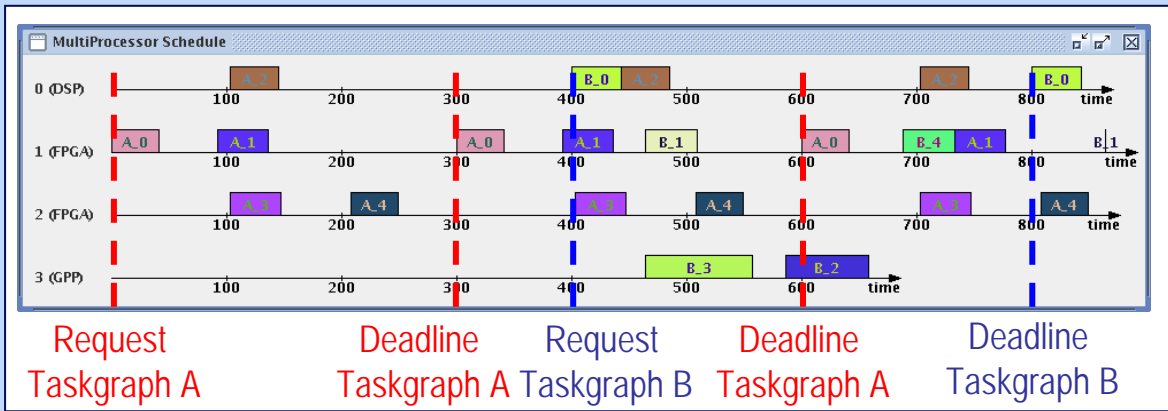 MultiProcessor Schedule
0 (DSP) A_2 B_0 A_2 A_2 B_0
100 200 300 400 500 600 700 800 time
1 (FPGA) A_0 A_1 A_0 A_1 B_1 A_0 B_4 A_1 B_1
100 200 300 400 500 600 700 800 time
2 (FPGA) A_3 A_4 A_3 A_4 A_3 A_4
100 200 300 400 500 600 700 800 time
3 (GPP) B_3 B_2
100 200 300 400 500 600 time
Request Deadline Request Deadline Deadline
Taskgraph A Taskgraph A Taskgraph B Taskgraph A Taskgraph B